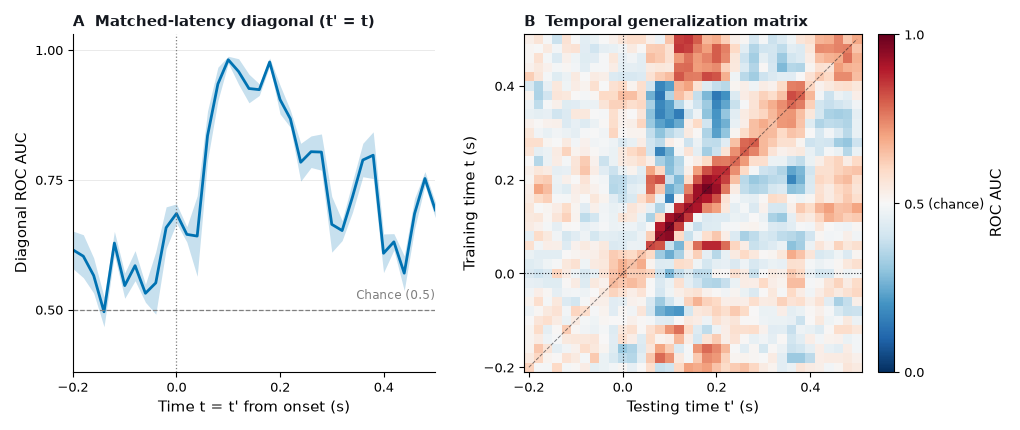 A  Matched-latency diagonal (t' = t)
1.00
0.75
0.50
Diagonal ROC AUC
Chance (0.5)
−0.2
0.0
0.2
0.4
Time t = t' from onset (s)
B  Temporal generalization matrix
0.4
0.2
0.0
−0.2
Training time t (s)
−0.2
0.0
0.2
0.4
Testing time t' (s)
1.0
0.5 (chance)
0.0
ROC AUC